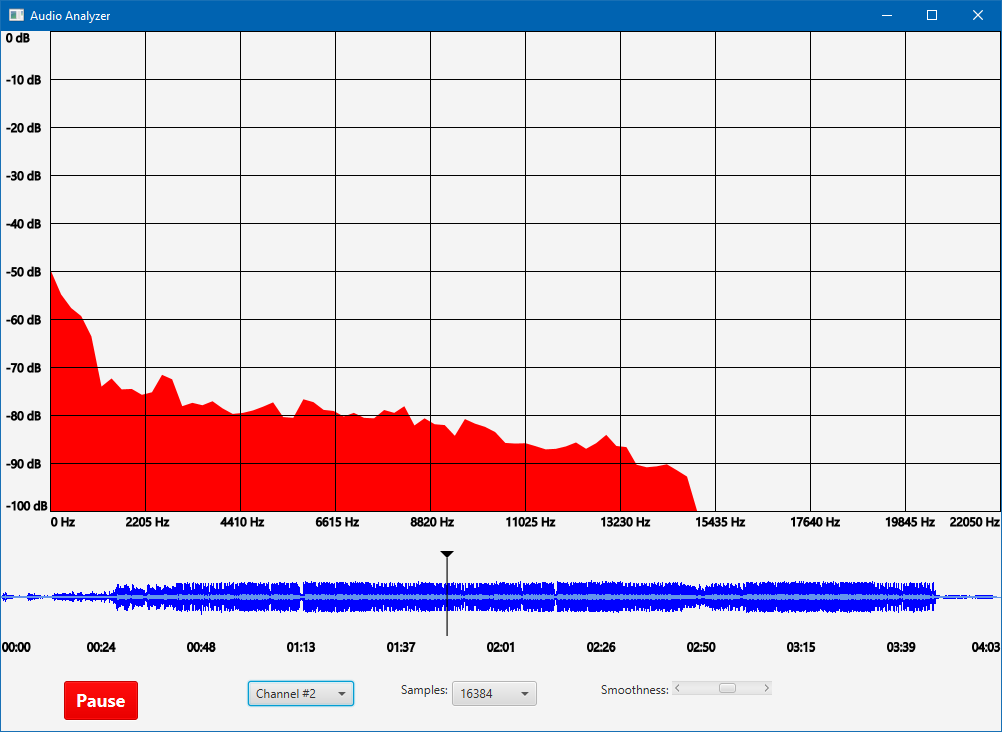 Audio Analyzer
0 dB
-10 dB
-20 dB
-30 dB
-40 dB
-50 dB
-60 dB
-70 dB
-80 dB
-90 dB
-100 dB
0 Hz 2205 Hz 4410 Hz 6615 Hz 8820 Hz 11025 Hz 13230 Hz 15435 Hz 17640 Hz 19845 Hz 22050 Hz
00:00 00:24 00:48 01:13 01:37 02:01 02:26 02:50 03:15 03:39 04:03
Pause Channel #2 Samples: 16384 Smoothness: